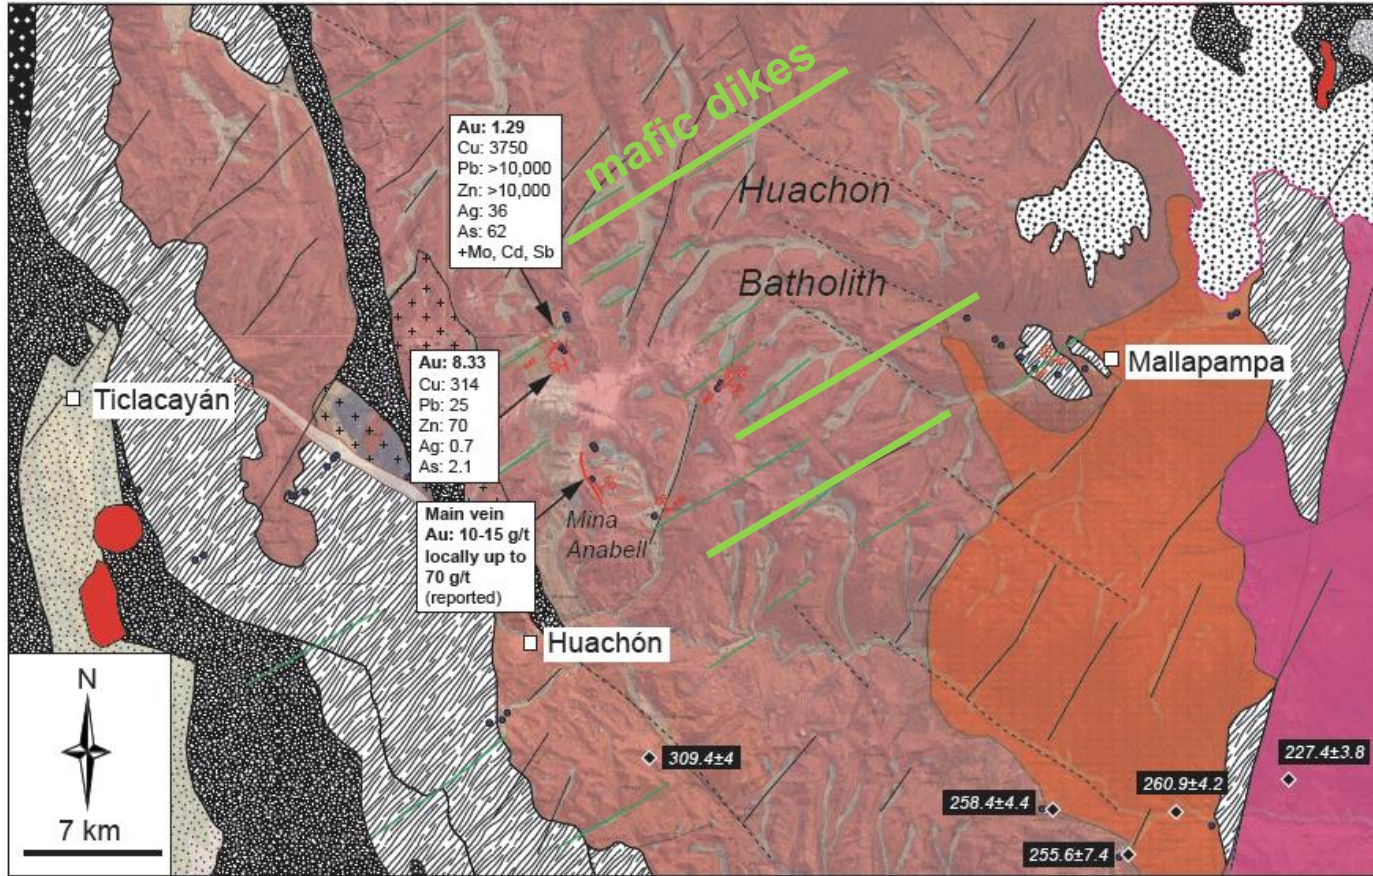 mafic dikes
Au: 1.29
Cu: 3750
Pb: >10,000
Zn: >10,000
Ag: 36
As: 62
+Mo, Cd, Sb
Huachon
Batholith
Mallapampa
Au: 8.33
Cu: 314
Pb: 25
Zn: 70
Ag: 0.7
As: 2.1
Ticlacayán
Main vein
Au: 10-15 g/t
locally up to
70 g/t
(reported)
Mina
Anabell
Huachón
N
7 km
309.4±4
258.4±4.4
260.9±4.2
255.6±7.4
227.4±3.8